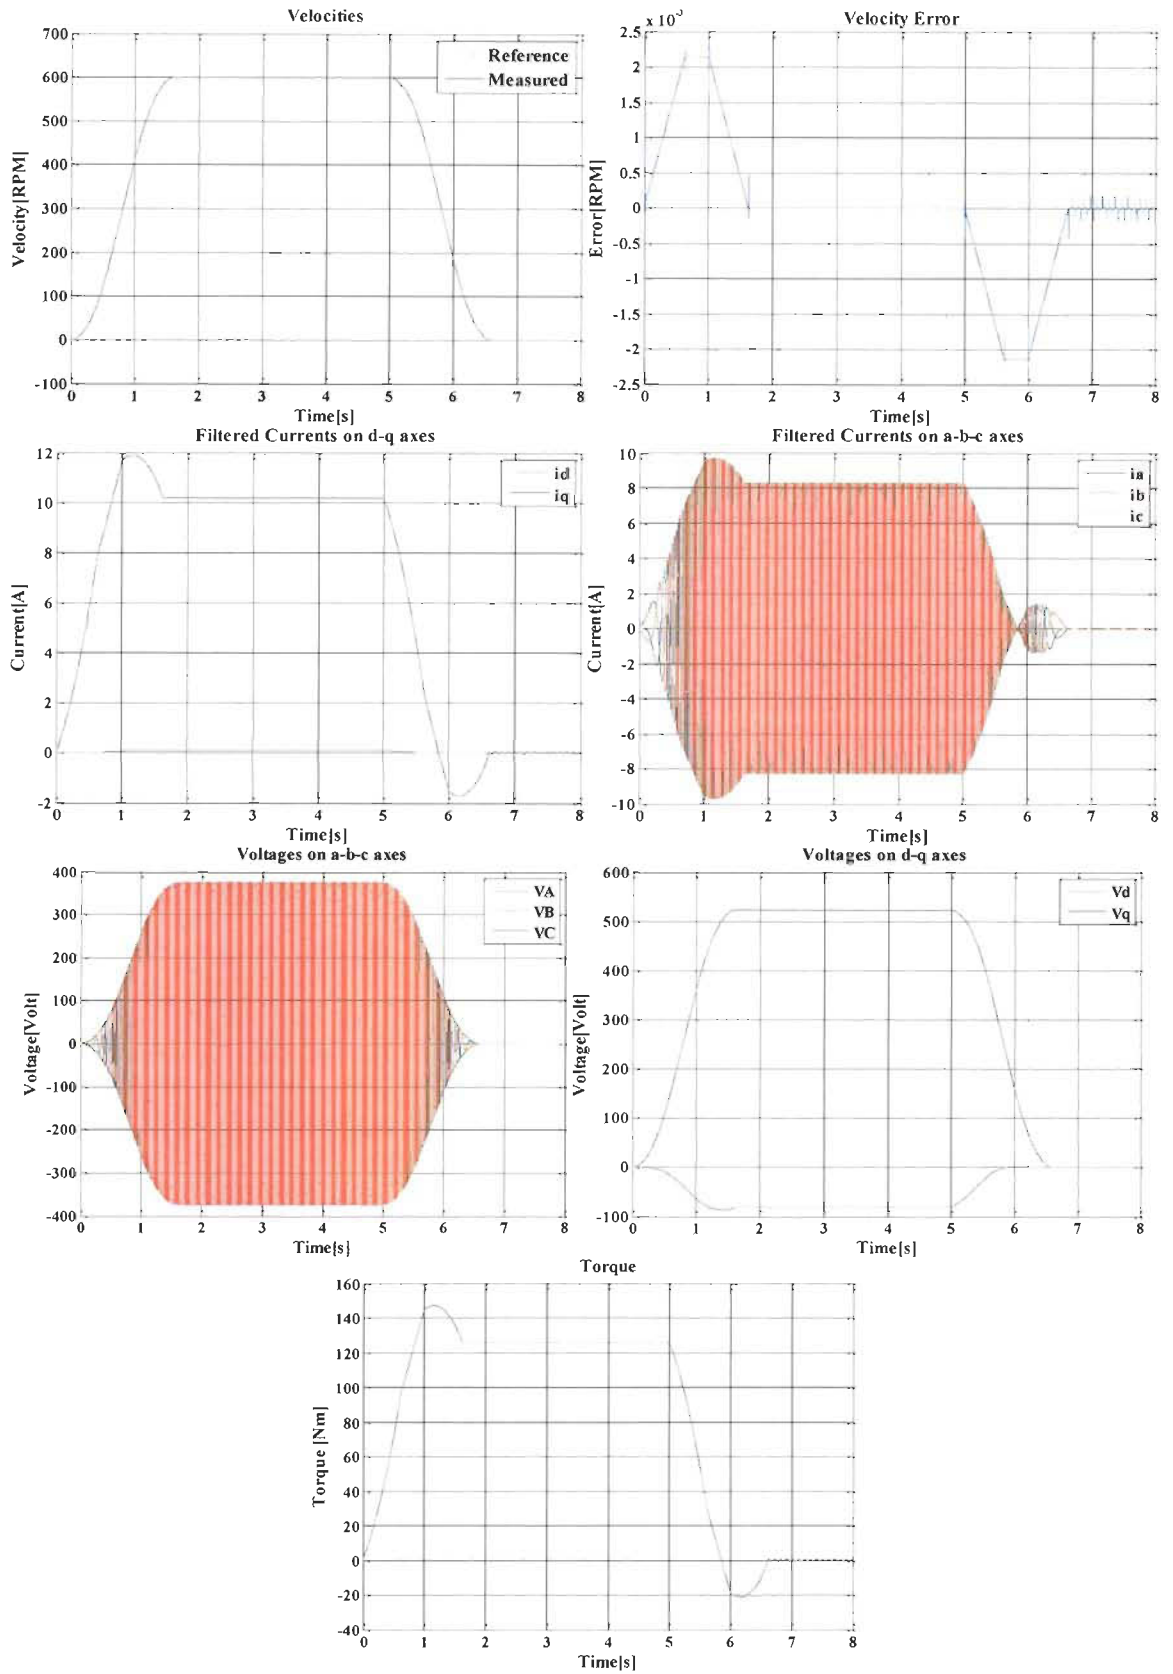 Velocities
700
600
500
400
300
200
100
0
-100
0 1 2 3 4 5 6 7 8
Velocity[RPM]
Time[s]
Reference
Measured
Velocity Error
x 10-3
2.5
2
1.5
1
0.5
0
-0.5
-1
-1.5
-2
-2.5
0 1 2 3 4 5 6 7 8
Error[RPM]
Time[s]
Filtered Currents on d-q axes
12
10
8
6
4
2
0
-2
0 1 2 3 4 5 6 7 8
Current[A]
Time[s]
id
iq
Filtered Currents on a-b-c axes
10
8
6
4
2
0
-2
-4
-6
-8
-10
0 1 2 3 4 5 6 7 8
Current[A]
Time[s]
ia
ib
ic
Voltages on a-b-c axes
400
300
200
100
0
-100
-200
-300
-400
0 1 2 3 4 5 6 7 8
Voltage[Volt]
Time[s]
VA
VB
VC
Voltages on d-q axes
600
500
400
300
200
100
0
-100
0 1 2 3 4 5 6 7 8
Voltage[Volt]
Time[s]
Vd
Vq
Torque
160
140
120
100
80
60
40
20
0
-20
-40
0 1 2 3 4 5 6 7 8
Torque [Nm]
Time[s]